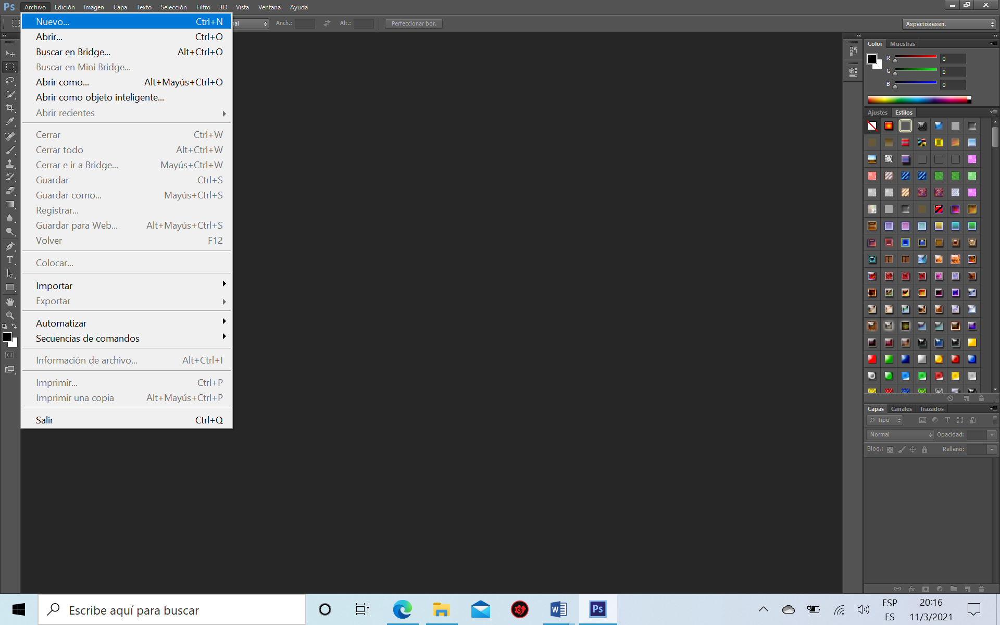 Ps Archivo Edición Imagen Capa Texto Selección Filtro 3D Vista Ventana Ayuda
Anch.: Alt.: Perfeccionar bor. Aspectos esen.
Nuevo... Ctrl+N
Abrir... Ctrl+O
Buscar en Bridge... Alt+Ctrl+O
Buscar en Mini Bridge...
Abrir como... Alt+Mayús+Ctrl+O
Abrir como objeto inteligente...
Abrir recientes
Cerrar Ctrl+W
Cerrar todo Alt+Ctrl+W
Cerrar e ir a Bridge... Mayús+Ctrl+W
Guardar Ctrl+S
Guardar como... Mayús+Ctrl+S
Registrar...
Guardar para Web... Alt+Mayús+Ctrl+S
Volver F12
Colocar...
Importar
Exportar
Automatizar
Secuencias de comandos
Información de archivo... Alt+Ctrl+I
Imprimir... Ctrl+P
Imprimir una copia Alt+Mayús+Ctrl+P
Salir Ctrl+Q
Color Muestras
R 0
G 0
B 0
Ajustes Estilos
Capas Canales Trazados
Tipo
Normal Opacidad:
Bloq.: Relleno:
Escribe aquí para buscar
ESP
ES
20:16
11/3/2021